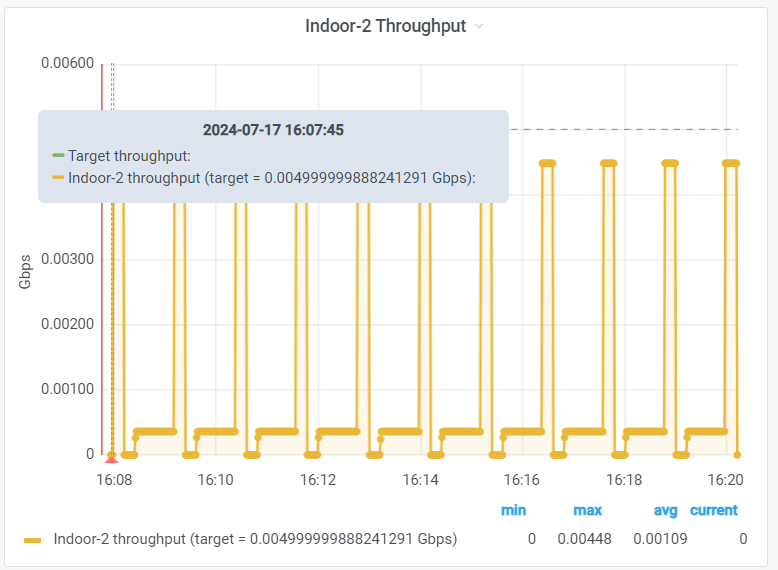 Indoor-2 Throughput
0.00600
2024-07-17 16:07:45
Target throughput:
Indoor-2 throughput (target = 0.004999999888241291 Gbps):
Gbps
0.00300
0.00200
0.00100
0
16:08 16:10 16:12 16:14 16:16 16:18 16:20
min max avg current
Indoor-2 throughput (target = 0.004999999888241291 Gbps) 0 0.00448 0.00109 0